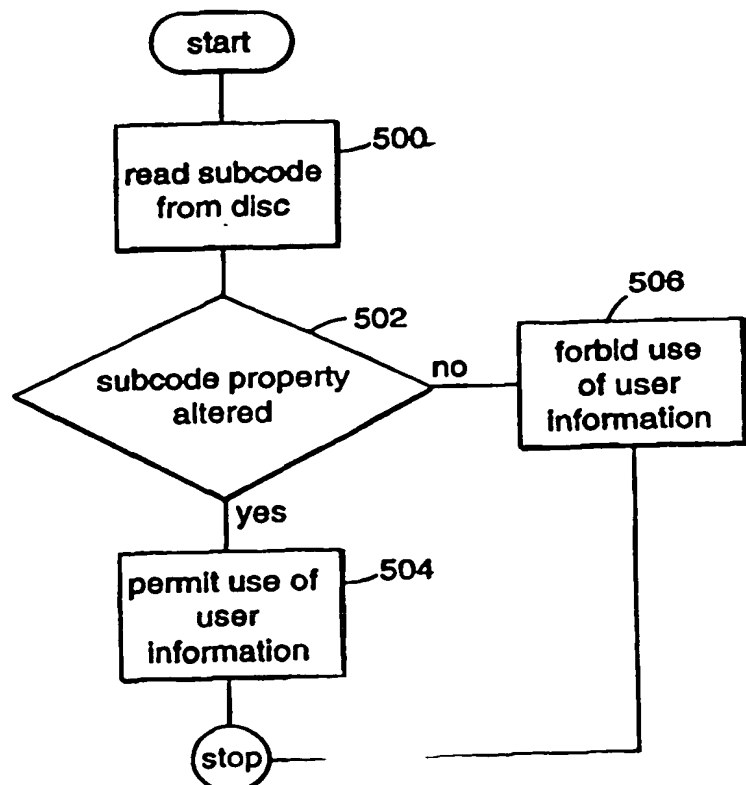 start
500
read subcode
from disc
502
subcode property
altered
no
506
forbid use
of user
information
yes
504
permit use of
user
information
stop